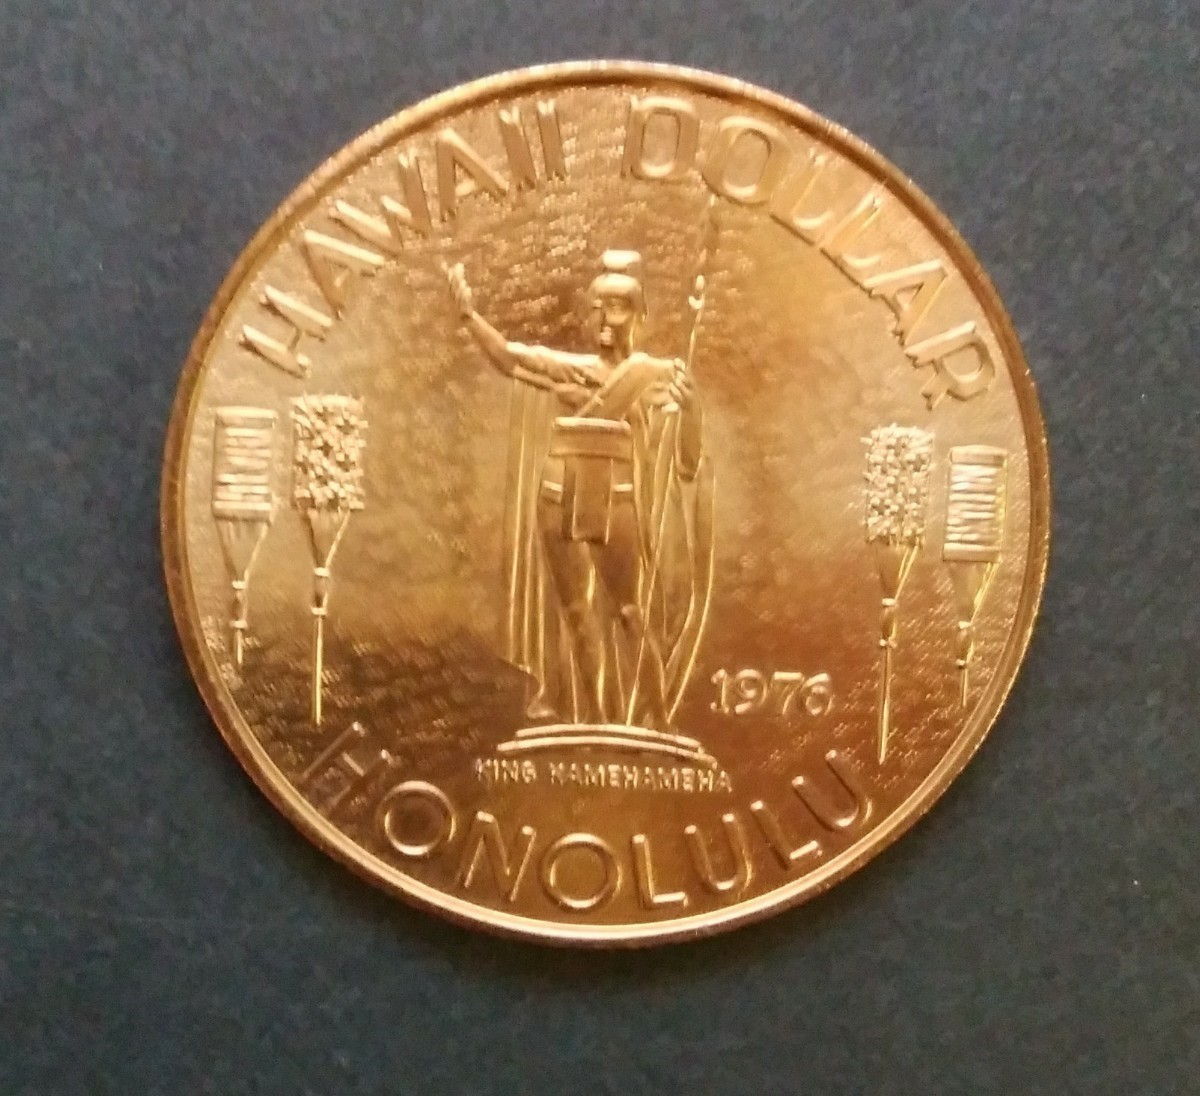 HAWAII DOLLAR
1976
KING KAMEHAMEHA
HONOLULU